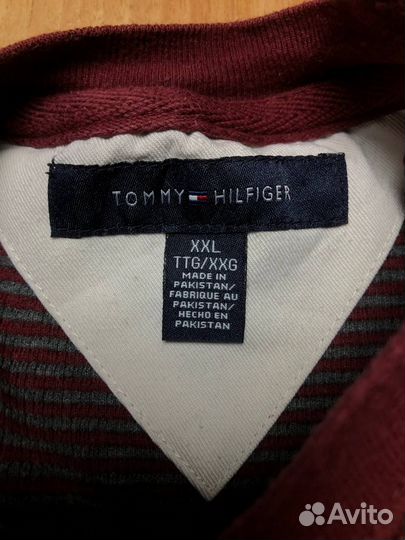 TOMMY HILFIGER
XXL
TTG/XXG
MADE IN
PAKISTAN/
FABRIQUE AU
PAKISTAN/
HECHO EN
PAKISTAN
Avito